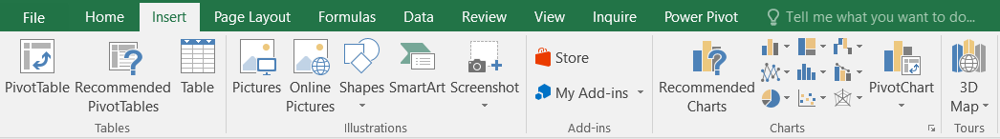 File Home Insert Page Layout Formulas Data Review View Inquire Power Pivot Tell me what you want to do...
PivotTable Recommended PivotTables Table
Tables
Pictures Online Pictures Shapes SmartArt Screenshot
Illustrations
Store
My Add-ins
Add-ins
Recommended Charts PivotChart
Charts
3D Map
Tours